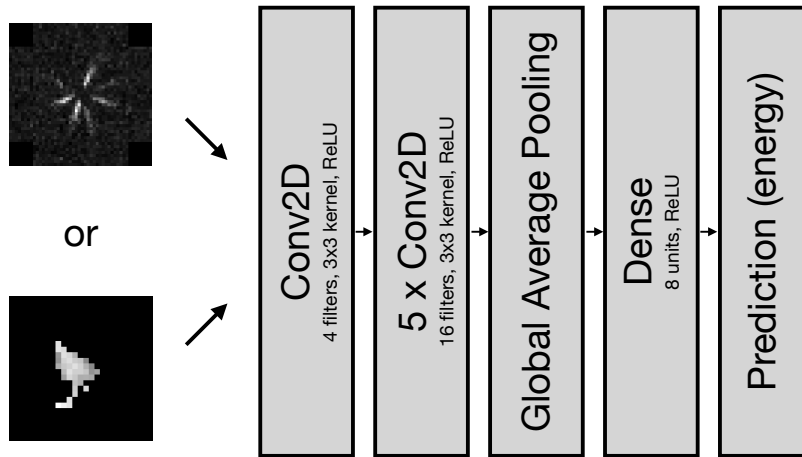 or
Conv2D
4 filters, 3x3 kernel, ReLU
5 x Conv2D
16 filters, 3x3 kernel, ReLU
Global Average Pooling
Dense
8 units, ReLU
Prediction (energy)